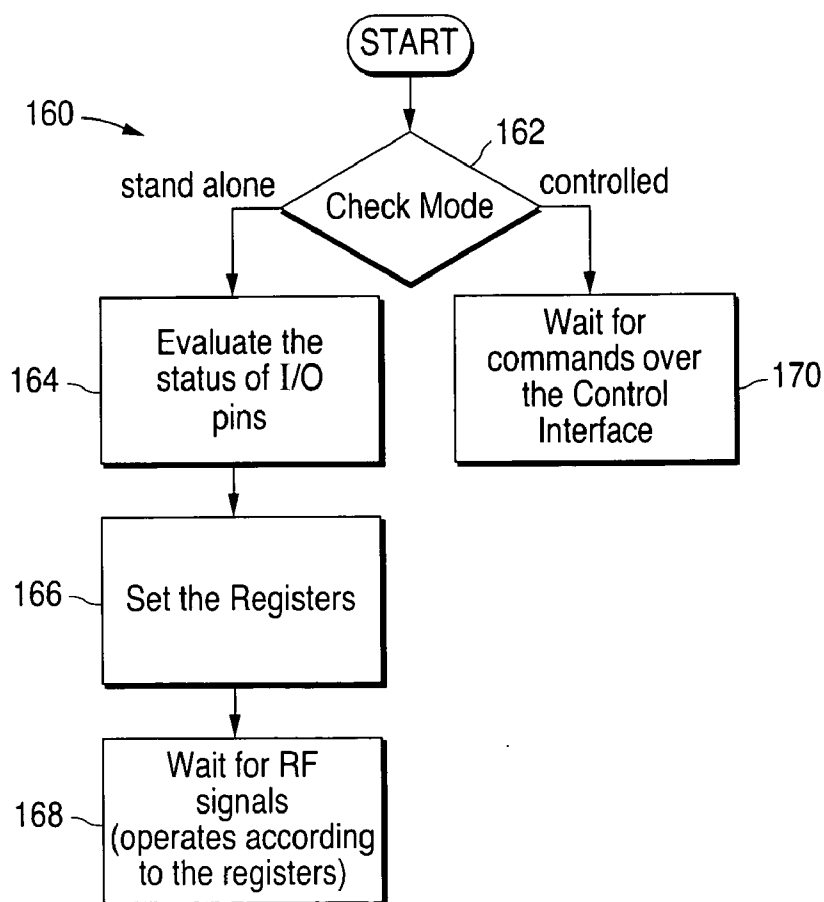 START
160
162
stand alone
controlled
Check Mode
164
Evaluate the
status of I/O
pins
Wait for
commands over
the Control
Interface
170
166
Set the Registers
168
Wait for RF
signals
(operates according
to the registers)